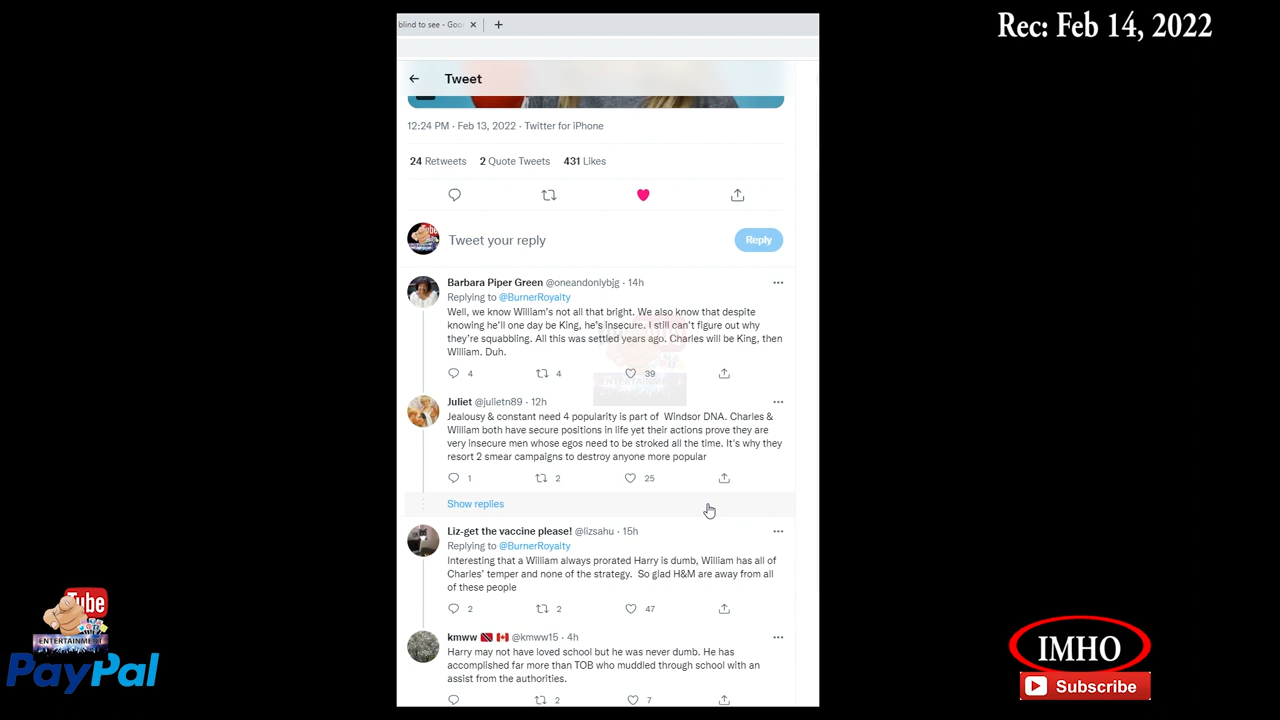 Rec: Feb 14, 2022
blind to see - Goo
Tweet
12:24 PM · Feb 13, 2022 · Twitter for iPhone
24 Retweets 2 Quote Tweets 431 Likes
Tweet your reply
Reply
Barbara Piper Green @oneandonlybjg · 14h
Replying to @BurnerRoyalty
Well, we know William's not all that bright. We also know that despite
knowing he'll one day be King, he's insecure. I still can't figure out why
they're squabbling. All this was settled years ago. Charles will be King, then
William. Duh.
4 4 39
ENTERTAINMENT
Juliet @julietn89 · 12h
Jealousy & constant need 4 popularity is part of Windsor DNA. Charles &
William both have secure positions in life yet their actions prove they are
very insecure men whose egos need to be stroked all the time. It's why they
resort 2 smear campaigns to destroy anyone more popular
1 2 25
Show replies
Liz-get the vaccine please! @lizsahu · 15h
Replying to @BurnerRoyalty
Interesting that a William always prorated Harry is dumb, William has all of
Charles' temper and none of the strategy. So glad H&M are away from all
of these people
2 2 47
kmww @kmww15 · 4h
Harry may not have loved school but he was never dumb. He has
accomplished far more than TOB who muddled through school with an
assist from the authorities.
2 7
Tube
ENTERTAINMENT
PayPal
IMHO
Subscribe